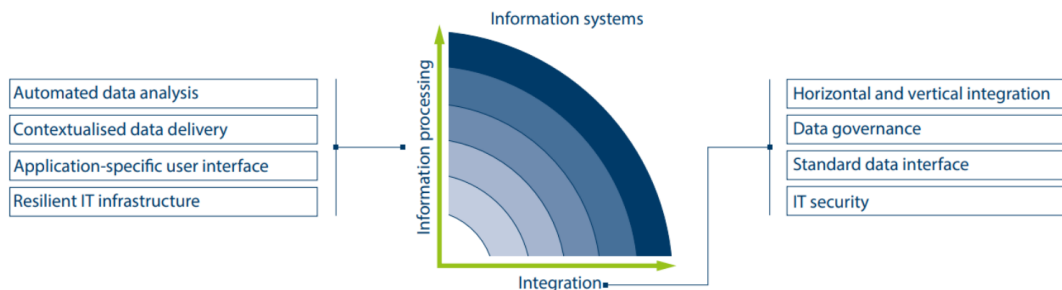 Information systems
Automated data analysis
Contextualised data delivery
Application-specific user interface
Resilient IT infrastructure
Information processing
Integration
Horizontal and vertical integration
Data governance
Standard data interface
IT security